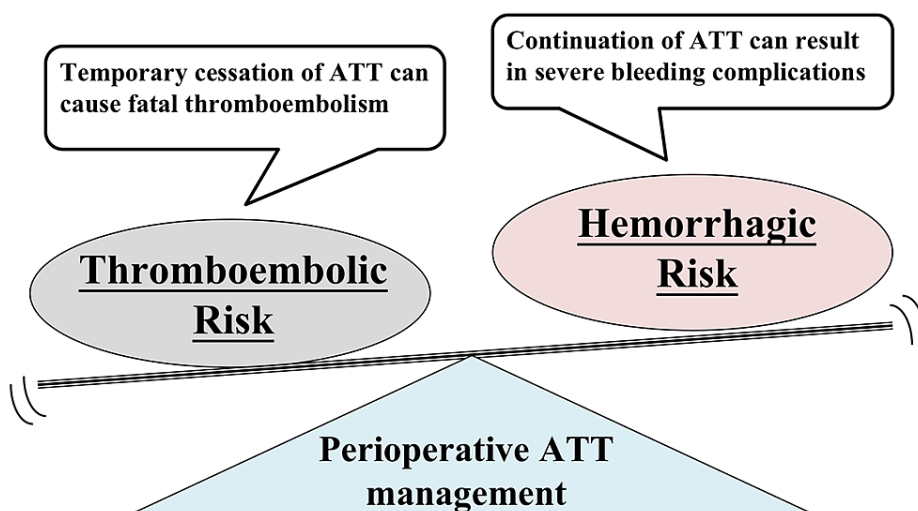 Temporary cessation of ATT can
cause fatal thromboembolism
Continuation of ATT can result
in severe bleeding complications
Thromboembolic
Risk
Hemorrhagic
Risk
Perioperative ATT
management